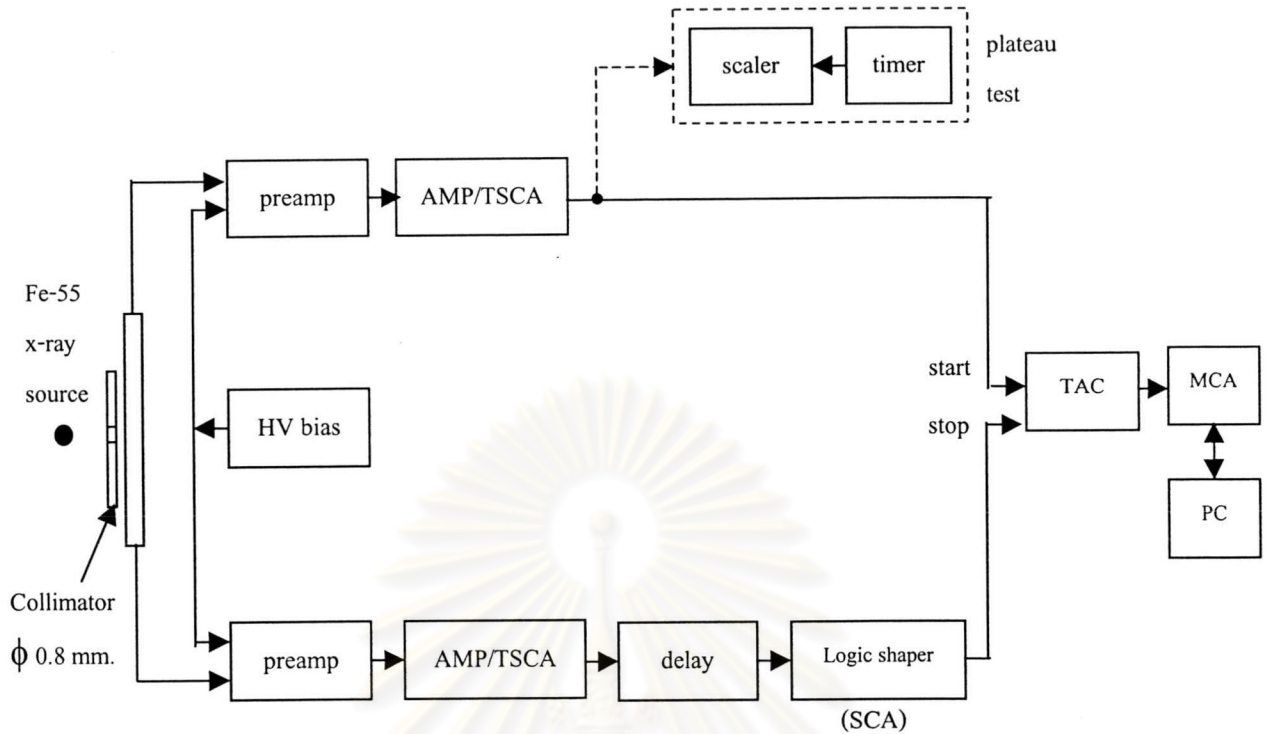 scaler
timer
plateau
test
preamp
AMP/TSCA
Fe-55
x-ray
source
HV bias
start
stop
TAC
MCA
PC
Collimator
ϕ 0.8 mm.
preamp
AMP/TSCA
delay
Logic shaper
(SCA)